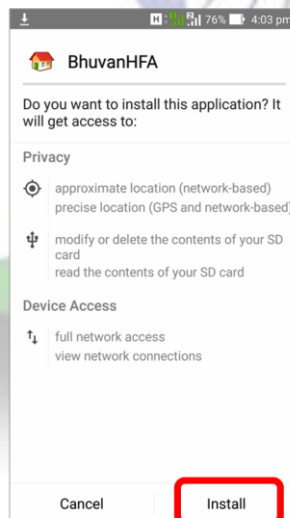 H 76% 4:03 pm
BhuvanHFA
Do you want to install this application? It
will get access to:
Privacy
approximate location (network-based)
precise location (GPS and network-based)
modify or delete the contents of your SD
card
read the contents of your SD card
Device Access
full network access
view network connections
Cancel Install